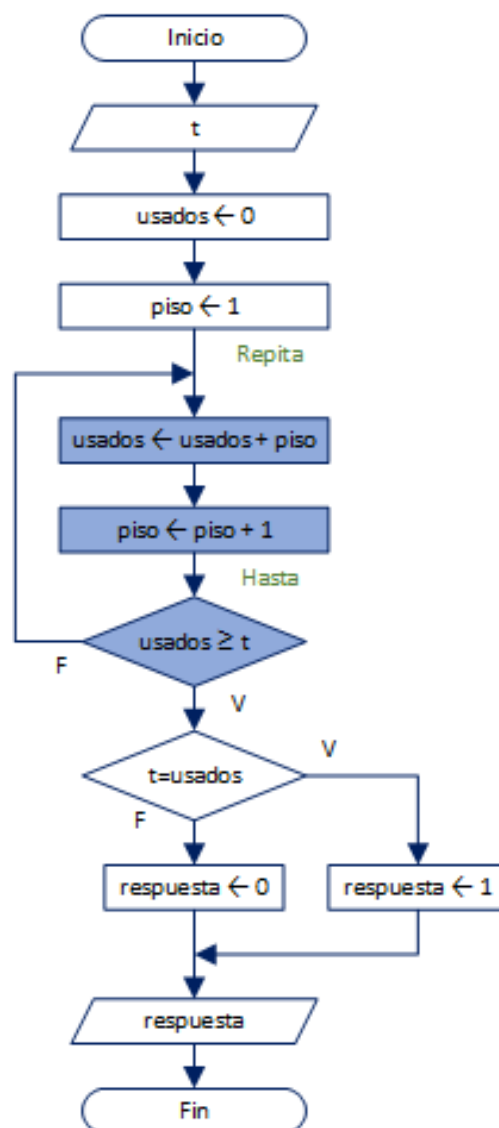 Inicio
t
usados ← 0
piso ← 1
Repita
usados ← usados + piso
piso ← piso + 1
Hasta
usados ≥ t
F
V
t=usados
V
F
respuesta ← 0
respuesta ← 1
respuesta
Fin